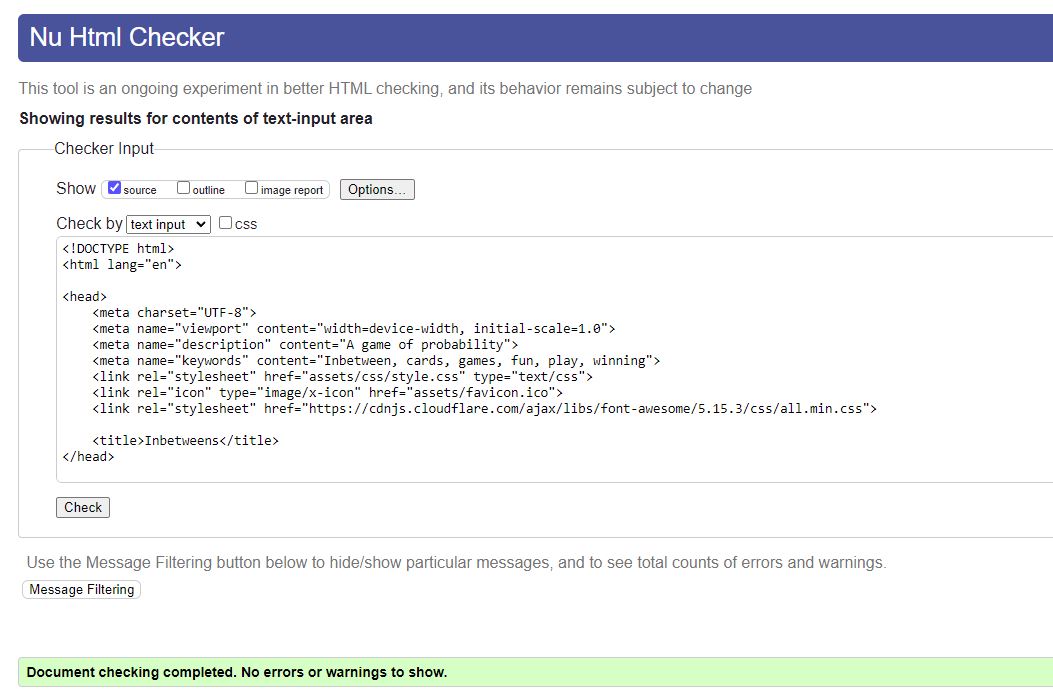 Nu Html Checker
This tool is an ongoing experiment in better HTML checking, and its behavior remains subject to change
Showing results for contents of text-input area
Checker Input
Show source outline image report Options...
Check by text input css
<!DOCTYPE html>
<html lang="en">
<head>
    <meta charset="UTF-8">
    <meta name="viewport" content="width=device-width, initial-scale=1.0">
    <meta name="description" content="A game of probability">
    <meta name="keywords" content="Inbetween, cards, games, fun, play, winning">
    <link rel="stylesheet" href="assets/css/style.css" type="text/css">
    <link rel="icon" type="image/x-icon" href="assets/favicon.ico">
    <link rel="stylesheet" href="https://cdnjs.cloudflare.com/ajax/libs/font-awesome/5.15.3/css/all.min.css">
    <title>Inbetweens</title>
</head>
Check
Use the Message Filtering button below to hide/show particular messages, and to see total counts of errors and warnings.
Message Filtering
Document checking completed. No errors or warnings to show.